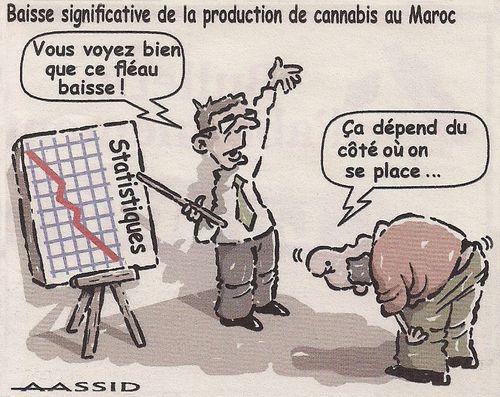 Baisse significative de la production de cannabis au Maroc
Vous voyez bien
que ce fléau
baisse !
Ça dépend du
côté où on
se place ...
Statistiques
AASSID